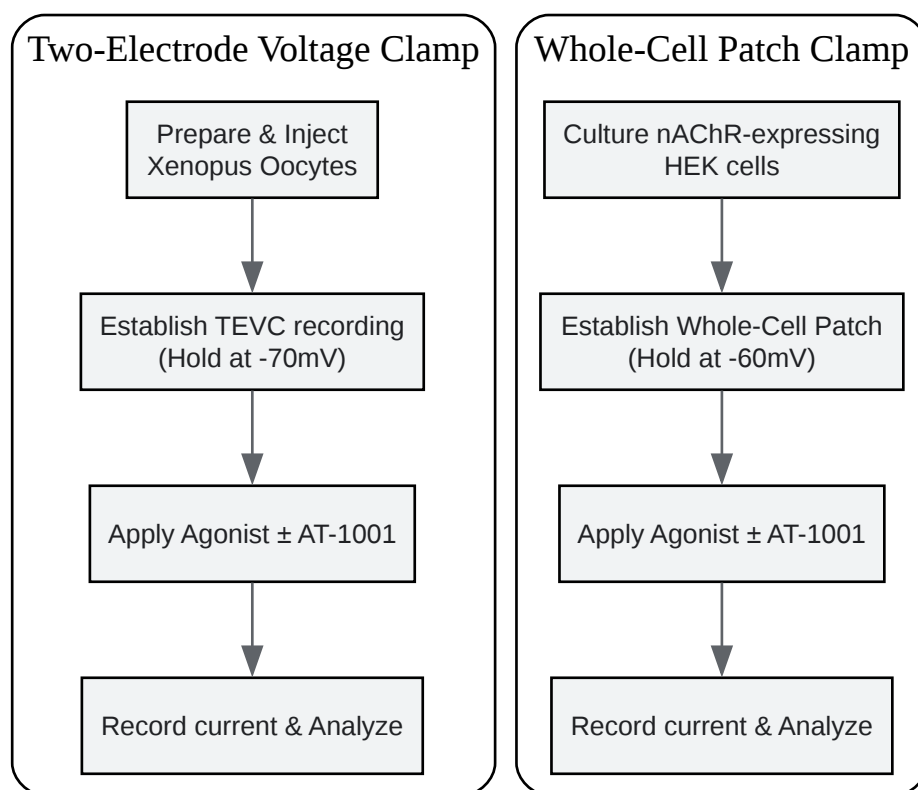 Two-Electrode Voltage Clamp
Prepare & Inject
Xenopus Oocytes
Establish TEVC recording
(Hold at -70mV)
Apply Agonist ± AT-1001
Record current & Analyze
Whole-Cell Patch Clamp
Culture nAChR-expressing
HEK cells
Establish Whole-Cell Patch
(Hold at -60mV)
Apply Agonist ± AT-1001
Record current & Analyze